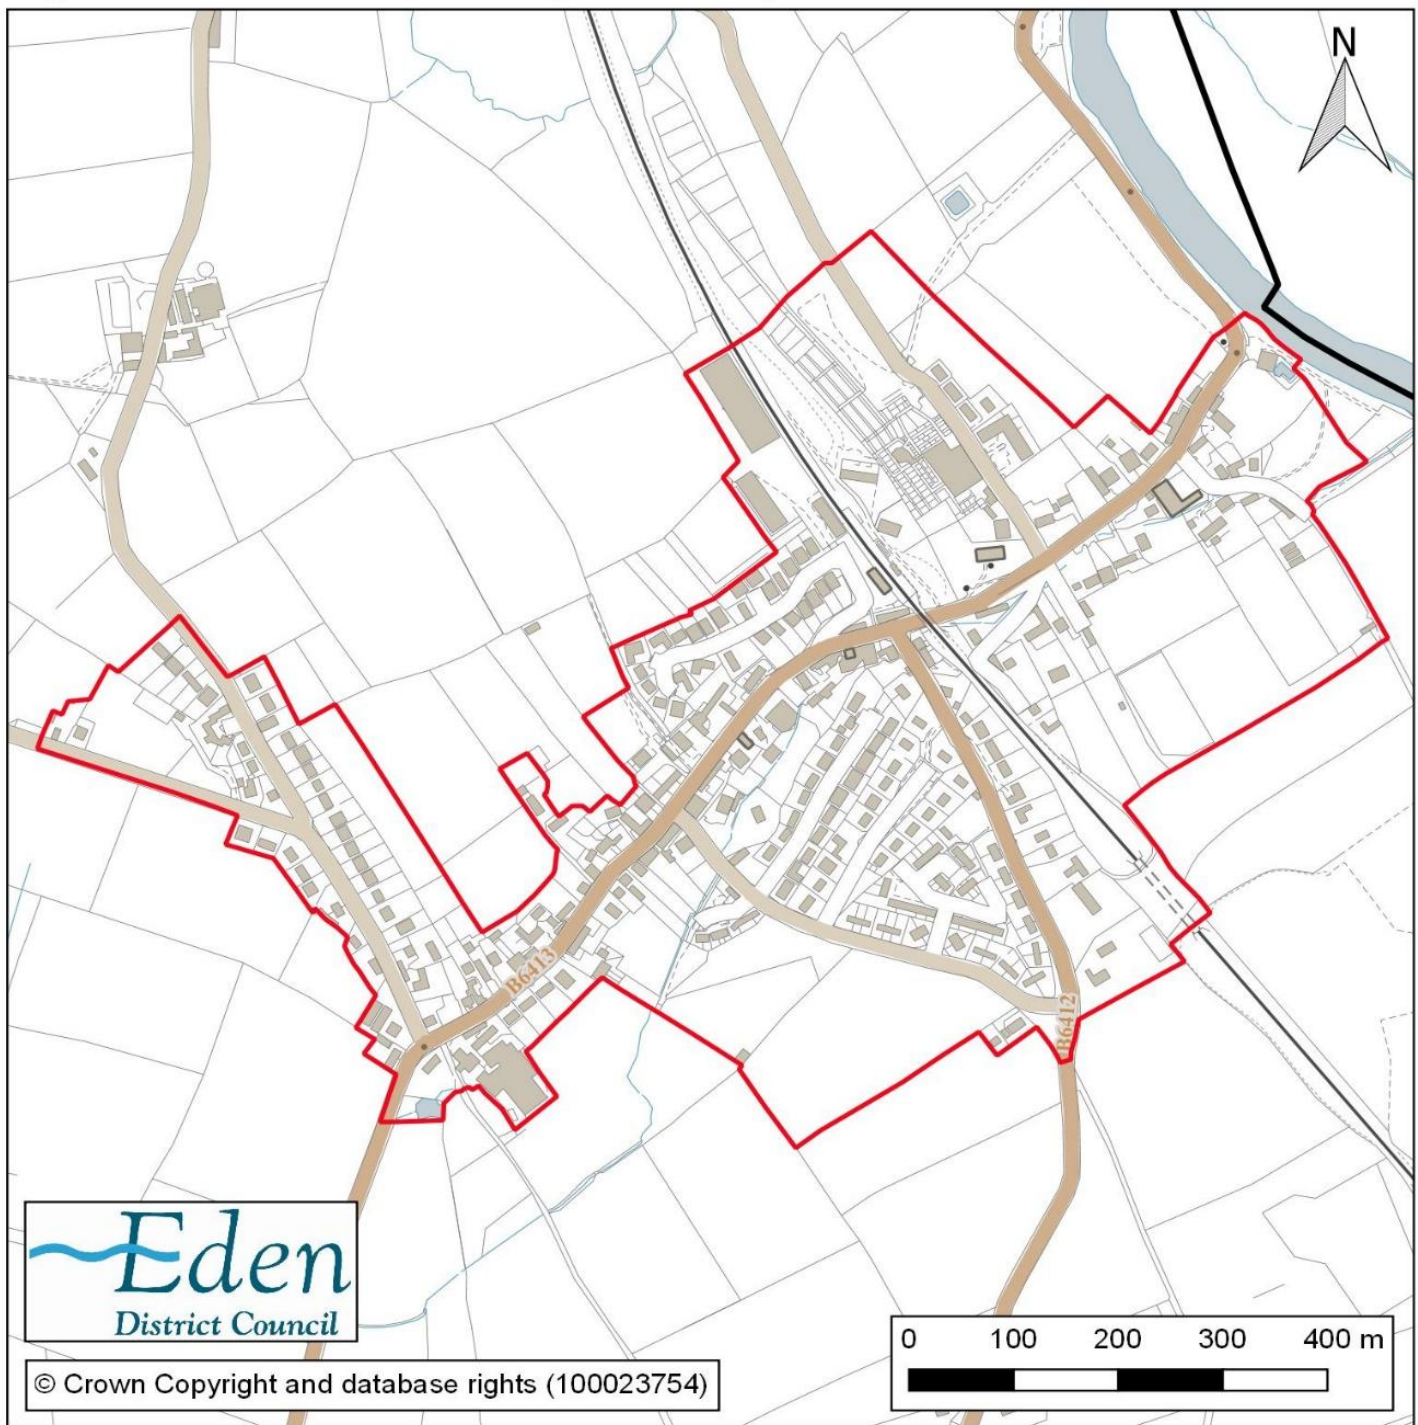 N
B6413
B6412
Eden
District Council
© Crown Copyright and database rights (100023754)
0 100 200 300 400 m